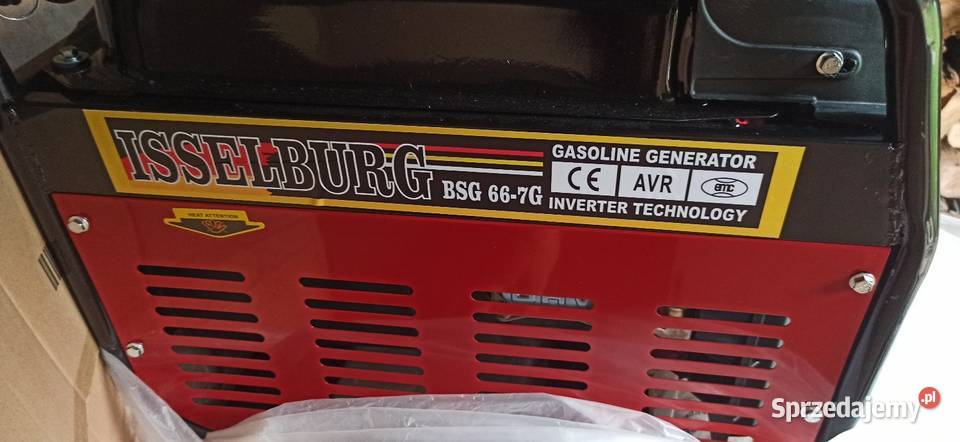 ISSELBURG
BSG 66-7G
GASOLINE GENERATOR
CE AVR
INVERTER TECHNOLOGY
HEAT ATTENTION
Sprzedajemy.pl